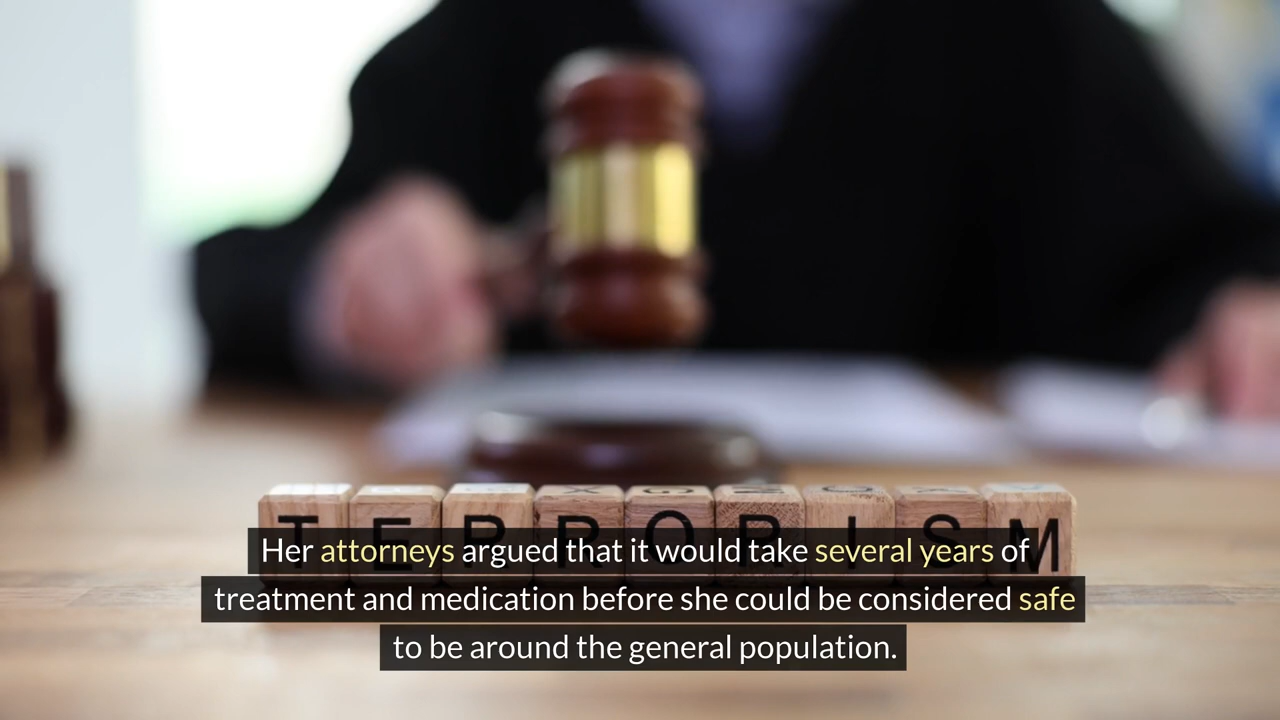 TERRORISM
Her attorneys argued that it would take several years of
treatment and medication before she could be considered safe
to be around the general population.